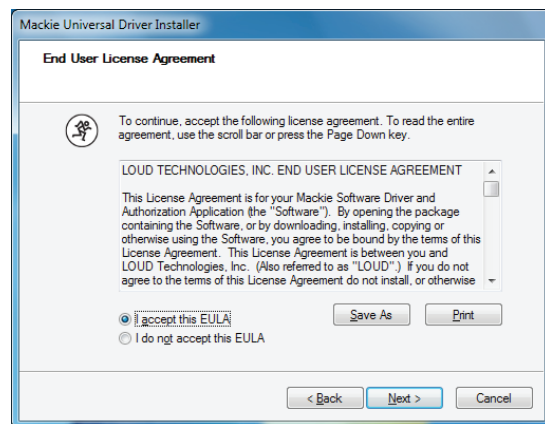 Mackie Universal Driver Installer
End User License Agreement
To continue, accept the following license agreement. To read the entire
agreement, use the scroll bar or press the Page Down key.
LOUD TECHNOLOGIES, INC. END USER LICENSE AGREEMENT
This License Agreement is for your Mackie Software Driver and
Authorization Application (the "Software"). By opening the package
containing the Software, or by downloading, installing, copying or
otherwise using the Software, you agree to be bound by the terms of this
License Agreement. This License Agreement is between you and
LOUD Technologies, Inc. (Also referred to as "LOUD".) If you do not
agree to the terms of this License Agreement do not install, or otherwise
I accept this EULA
Save As
Print
I do not accept this EULA
< Back
Next >
Cancel